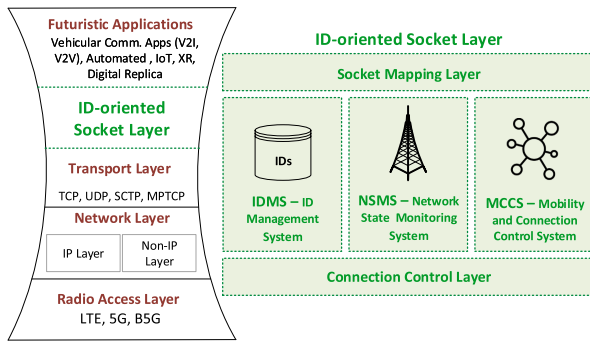 Futuristic Applications
Vehicular Comm. Apps (V2I,
V2V), Automated , IoT, XR,
Digital Replica
ID-oriented
Socket Layer
Transport Layer
TCP, UDP, SCTP, MPTCP
Network Layer
IP Layer
Non-IP
Layer
Radio Access Layer
LTE, 5G, B5G
ID-oriented Socket Layer
Socket Mapping Layer
IDs
IDMS – ID
Management
System
NSMS – Network
State Monitoring
System
MCCS – Mobility
and Connection
Control System
Connection Control Layer